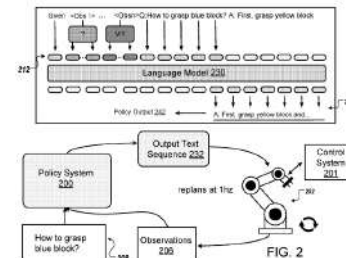 Given <Obs ... <Obs>Q:How to grasp blue block? A: First, grasp yellow block
212
Language Model 230
Policy Output 242
A: First, grasp yellow block and...
Output Text
Sequence 232
Control
System
201
Policy System
200
replans at 1hz
202
How to grasp
blue block?
Observations
206
FIG. 2